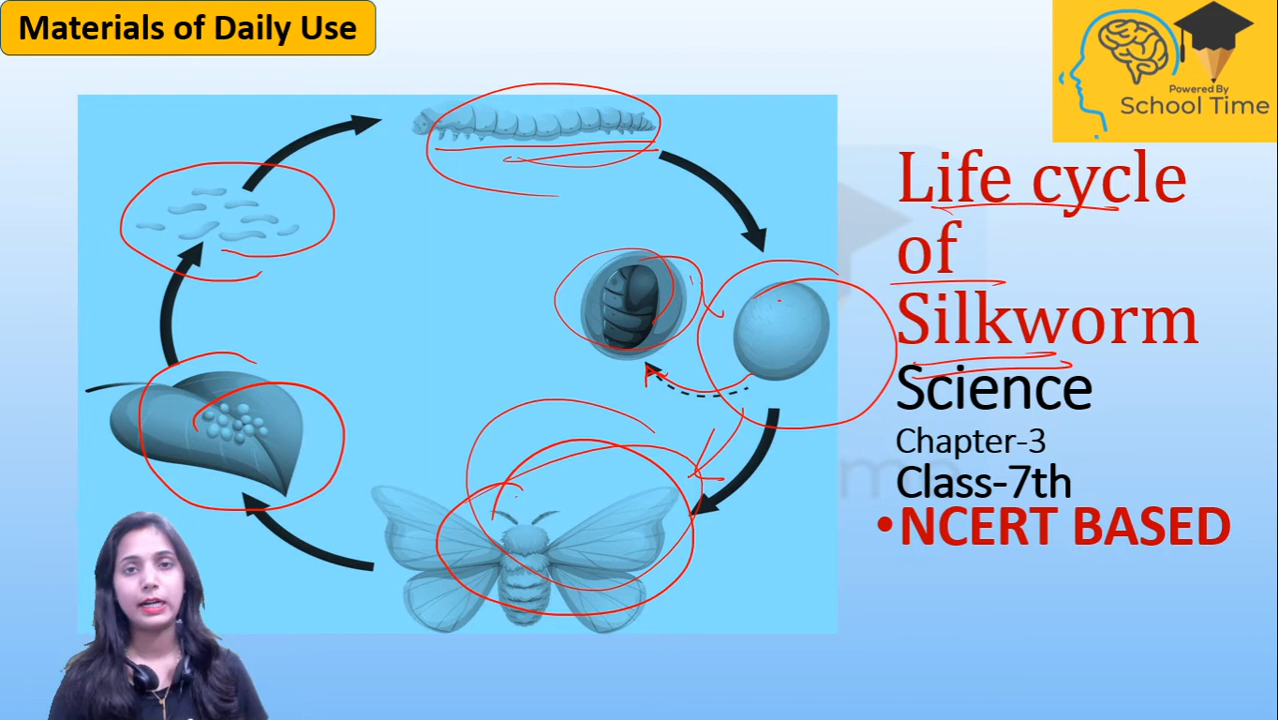 Materials of Daily Use
Powered By
School Time
Life cycle
of
Silkworm
Science
Chapter-3
Class-7th
•NCERT BASED